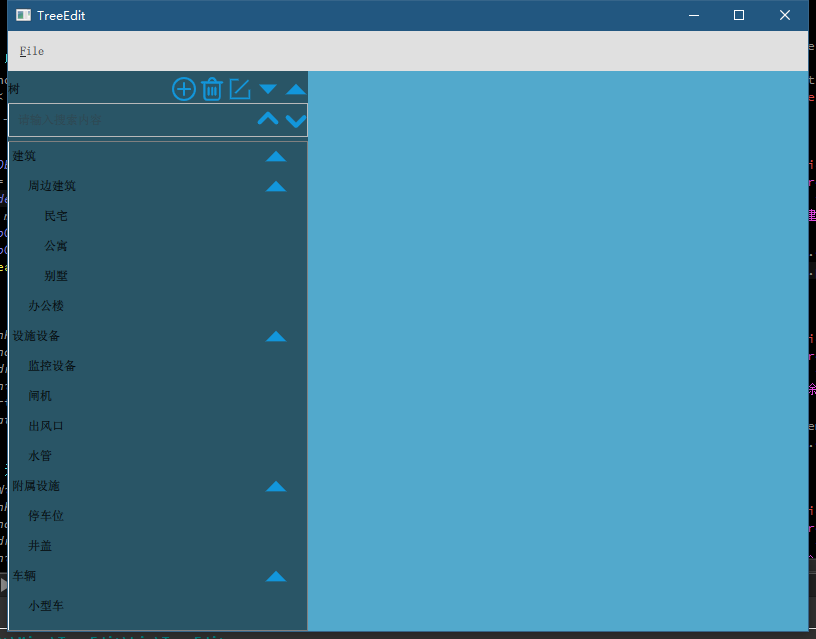 TreeEdit
File
树
请输入搜索内容
建筑
周边建筑
民宅
公寓
别墅
办公楼
设施设备
监控设备
闸机
出风口
水管
附属设施
停车位
井盖
车辆
小型车